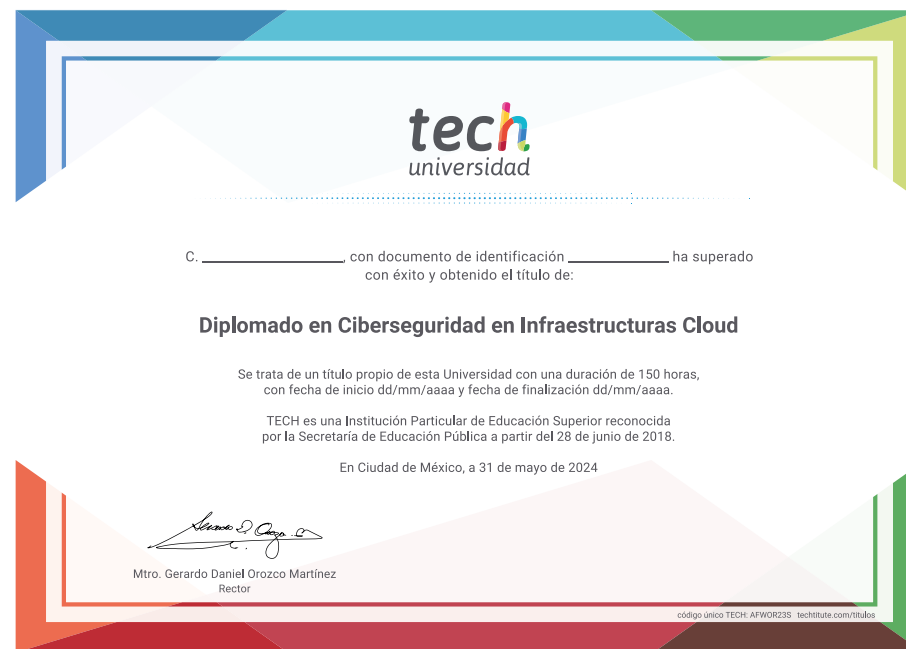 tech
universidad
C. ____________________, con documento de identificación ______________ ha superado
con éxito y obtenido el título de:
Diplomado en Ciberseguridad en Infraestructuras Cloud
Se trata de un título propio de esta Universidad con una duración de 150 horas,
con fecha de inicio dd/mm/aaaa y fecha de finalización dd/mm/aaaa.
TECH es una Institución Particular de Educación Superior reconocida
por la Secretaría de Educación Pública a partir del 28 de junio de 2018.
En Ciudad de México, a 31 de mayo de 2024
Mtro. Gerardo Daniel Orozco Martínez
Rector
código único TECH: AFWOR23S techtitute.com/titulos